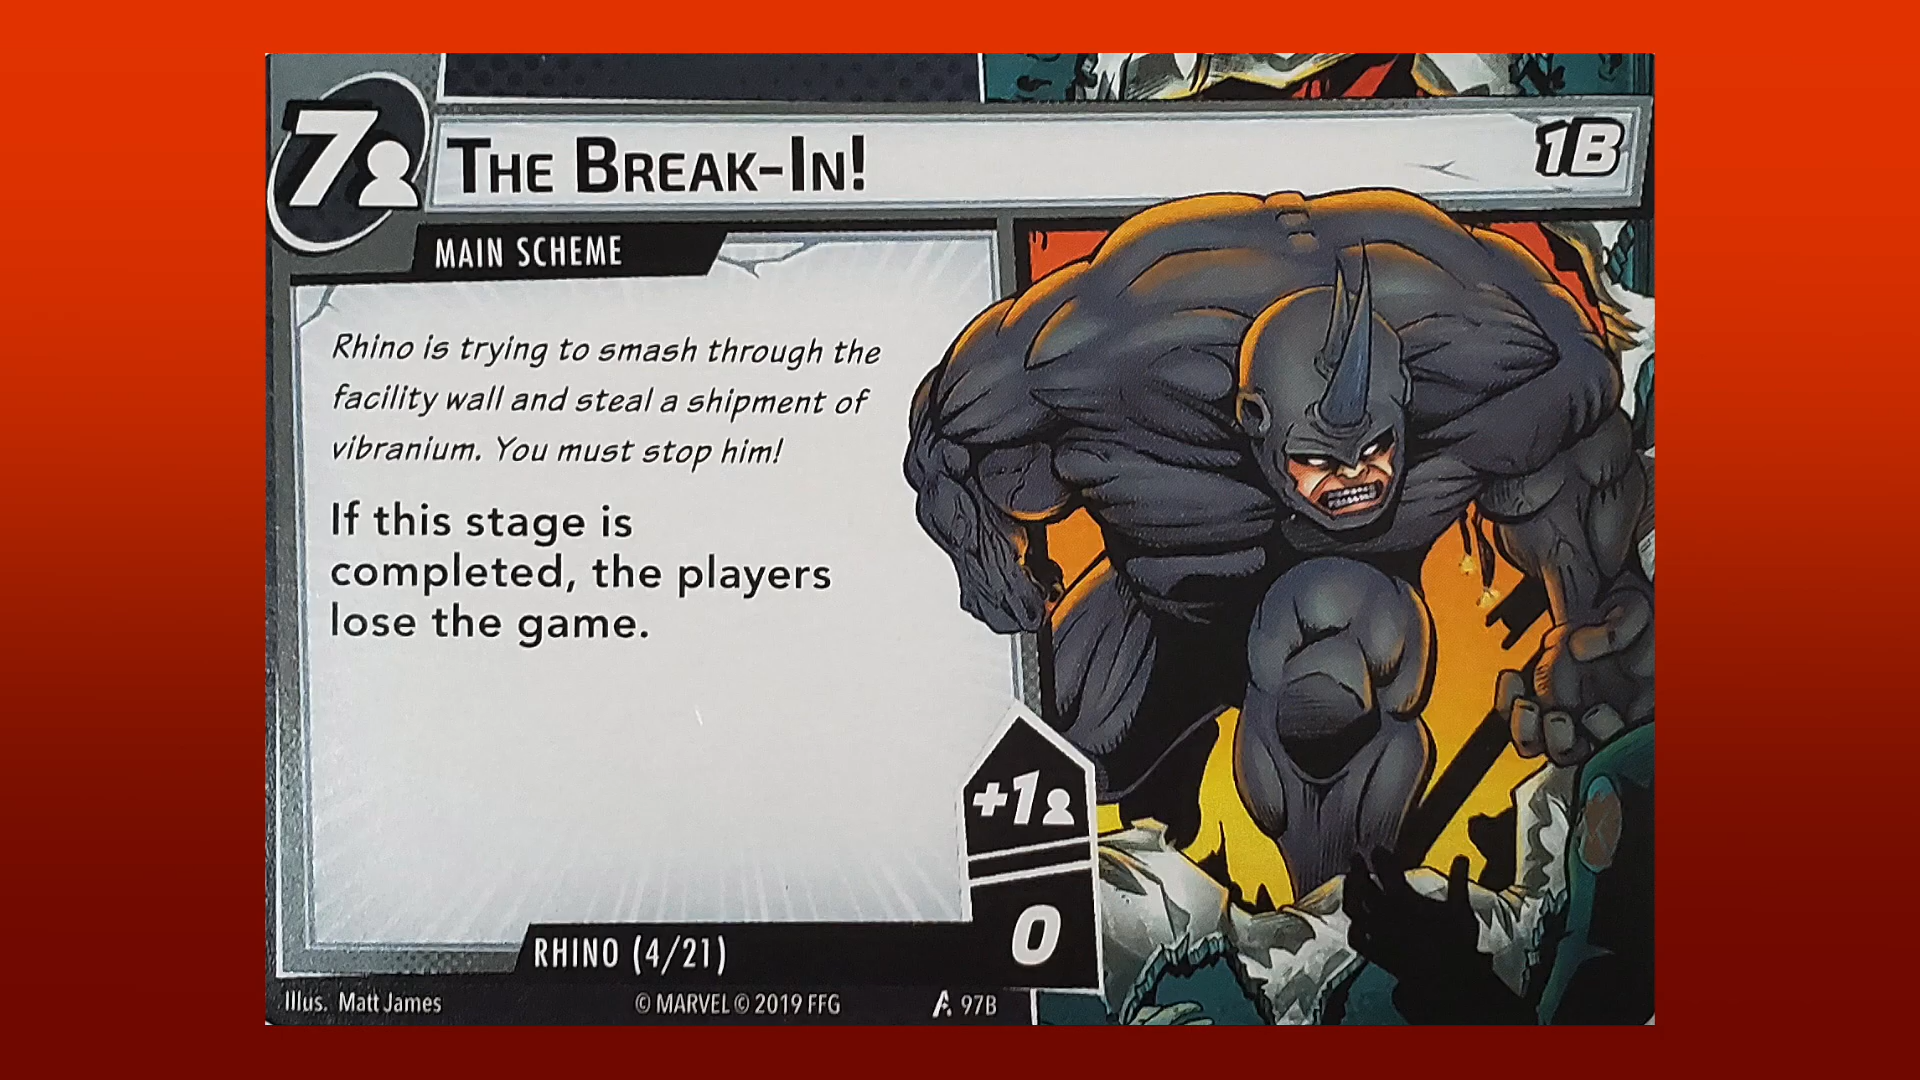 7
THE BREAK-IN!
1B
MAIN SCHEME
Rhino is trying to smash through the
facility wall and steal a shipment of
vibranium. You must stop him!
If this stage is
completed, the players
lose the game.
+1
0
RHINO (4/21)
Illus. Matt James
© MARVEL © 2019 FFG
97B